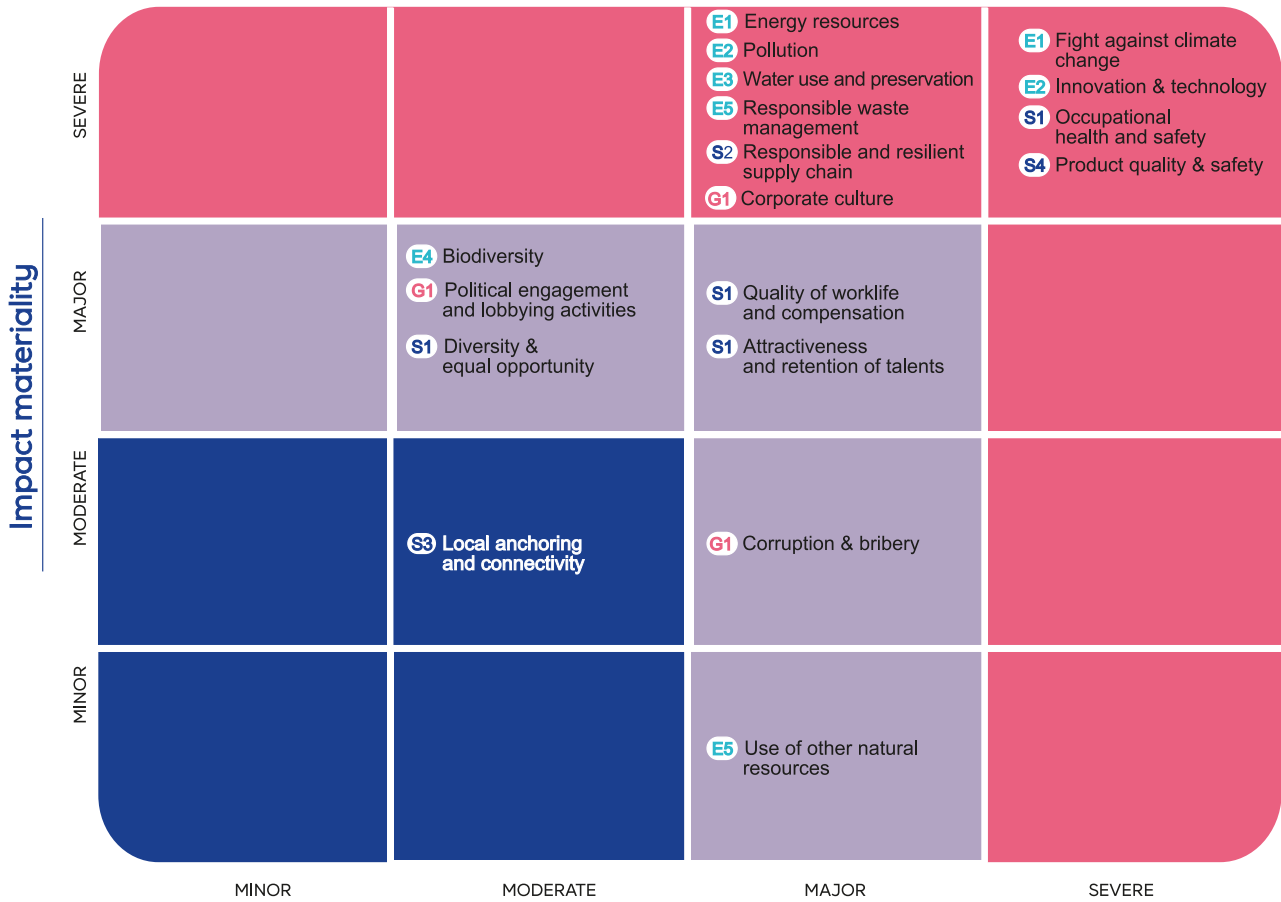 Impact materiality
SEVERE
E1 Energy resources
E2 Pollution
E3 Water use and preservation
E5 Responsible waste
management
S2 Responsible and resilient
supply chain
G1 Corporate culture
E1 Fight against climate
change
E2 Innovation & technology
S1 Occupational
health and safety
S4 Product quality & safety
MAJOR
E4 Biodiversity
G1 Political engagement
and lobbying activities
S1 Diversity &
equal opportunity
S1 Quality of worklife
and compensation
S1 Attractiveness
and retention of talents
MODERATE
S3 Local anchoring
and connectivity
G1 Corruption & bribery
MINOR
E5 Use of other natural
resources
MINOR
MODERATE
MAJOR
SEVERE